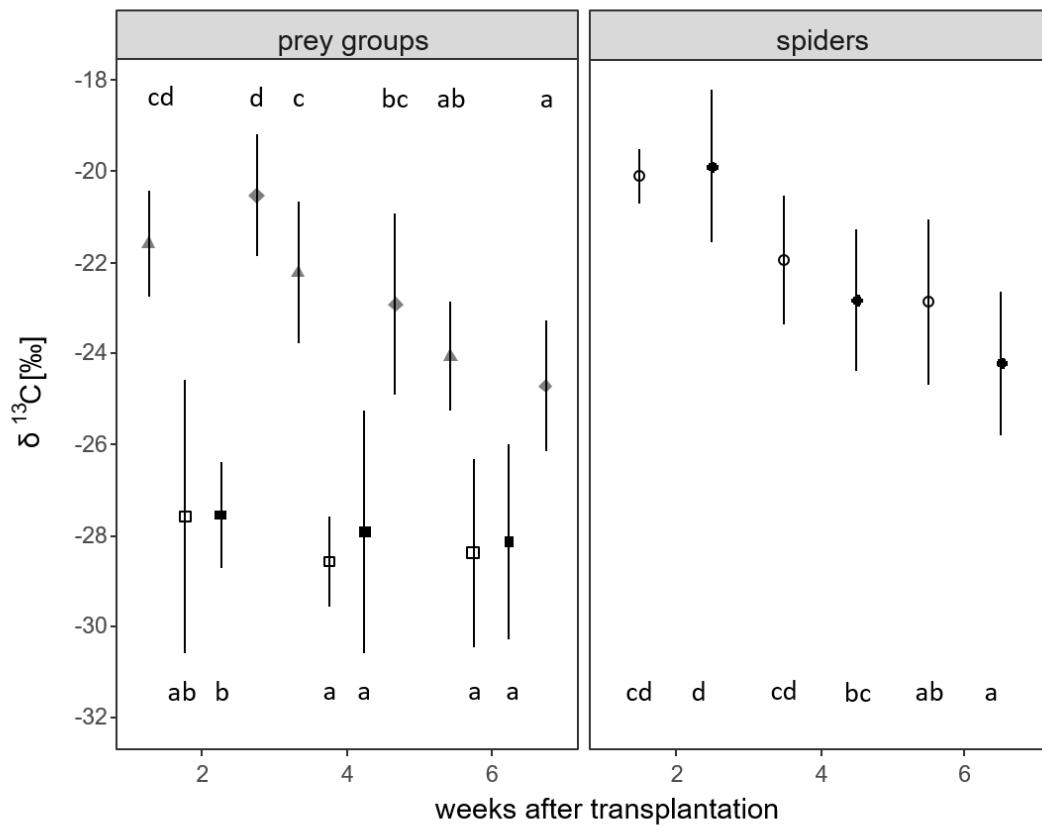 prey groups spiders
-18
cd d c bc ab a
-20
-22
-24
δ ¹³C[‰]
-26
-28
-30
ab b a a a a cd d cd bc ab a
-32
2 4 6 2 4 6
weeks after transplantation